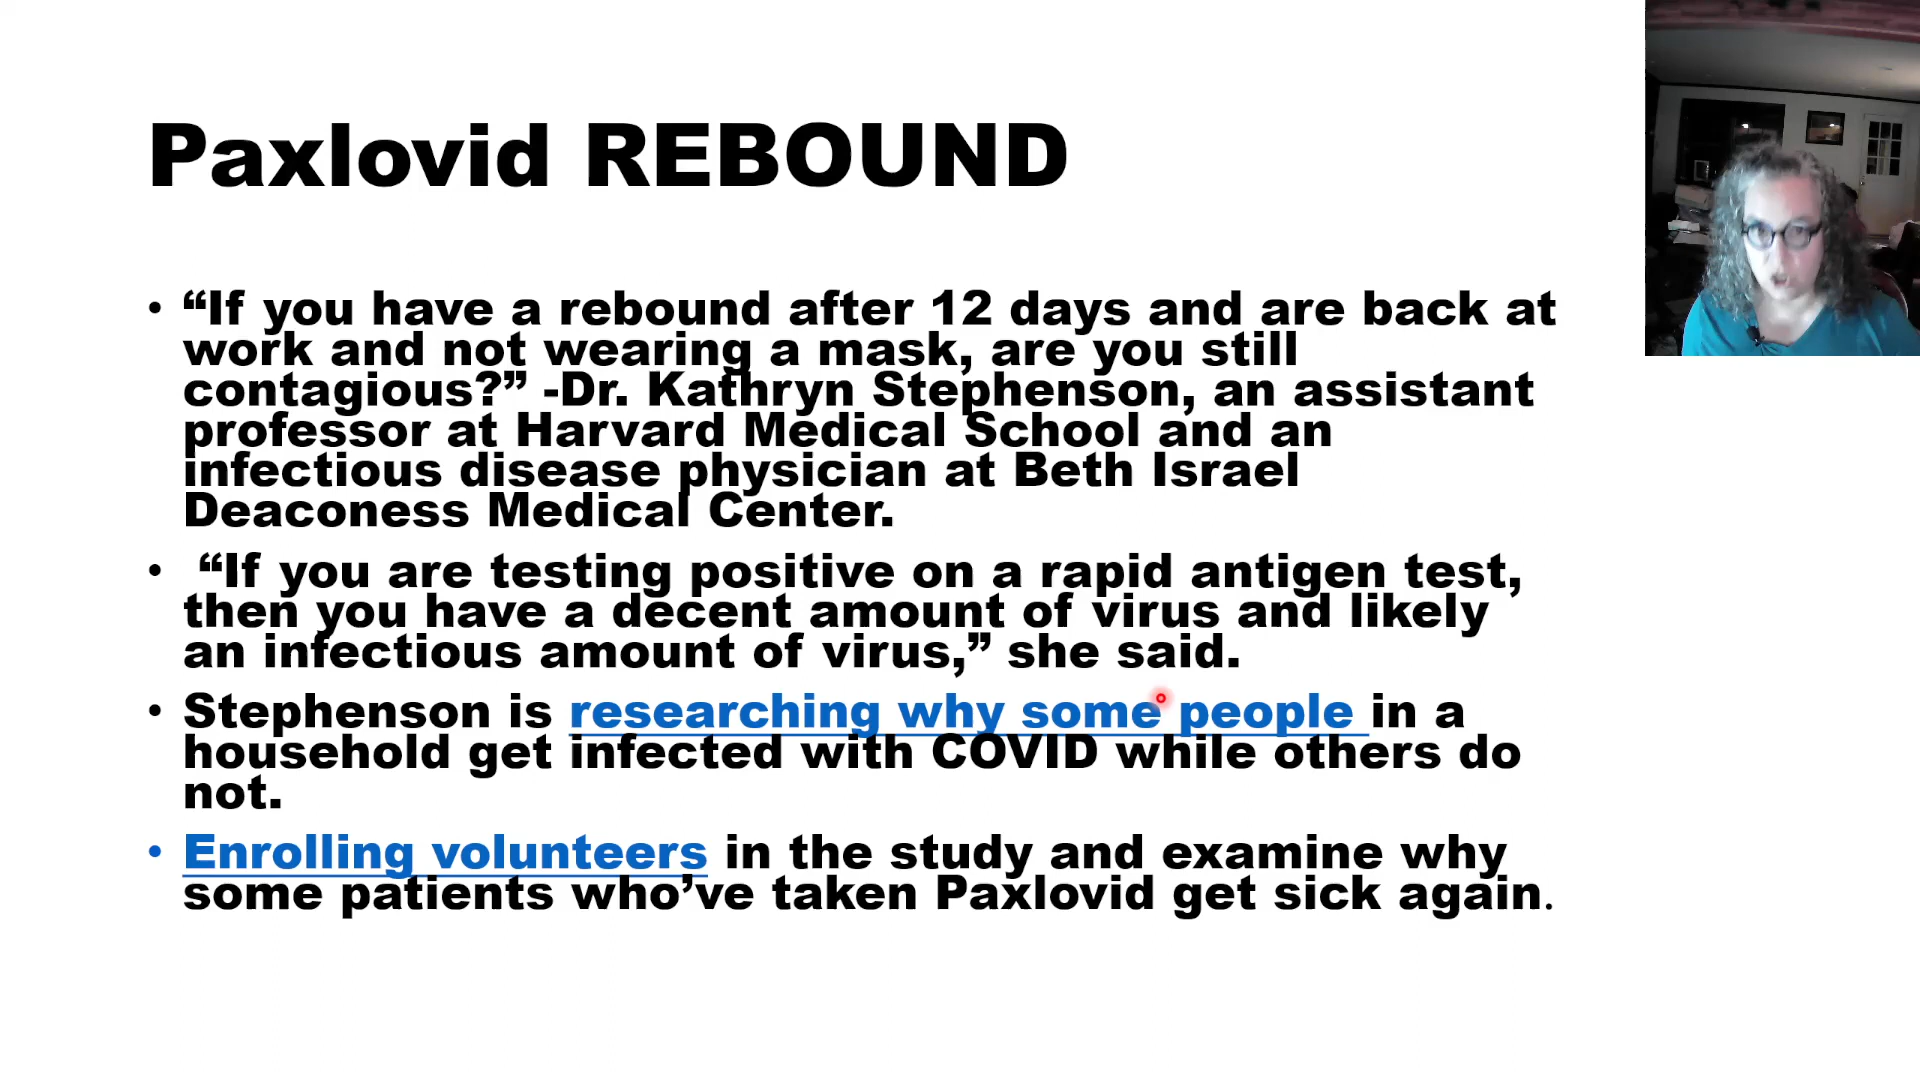 Paxlovid REBOUND
• “If you have a rebound after 12 days and are back at
work and not wearing a mask, are you still
contagious?” -Dr. Kathryn Stephenson, an assistant
professor at Harvard Medical School and an
infectious disease physician at Beth Israel
Deaconess Medical Center.
• “If you are testing positive on a rapid antigen test,
then you have a decent amount of virus and likely
an infectious amount of virus,” she said.
• Stephenson is researching why some people in a
household get infected with COVID while others do
not.
• Enrolling volunteers in the study and examine why
some patients who’ve taken Paxlovid get sick again.